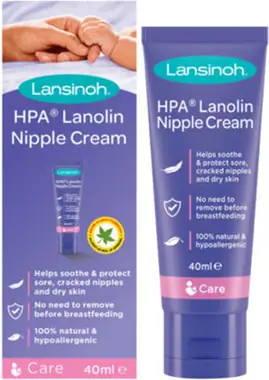 Lansinoh®
HPA® Lanolin
Nipple Cream
Helps soothe & protect
sore, cracked nipples
and dry skin
No need to remove
before breastfeeding
100% natural &
hypoallergenic
Care
40ml e
Lansinoh®
HPA® Lanolin
Nipple Cream
Helps soothe
& protect sore,
cracked nipples
and dry skin
No need to
remove before
breastfeeding
100% natural &
hypoallergenic
40ml e
Care